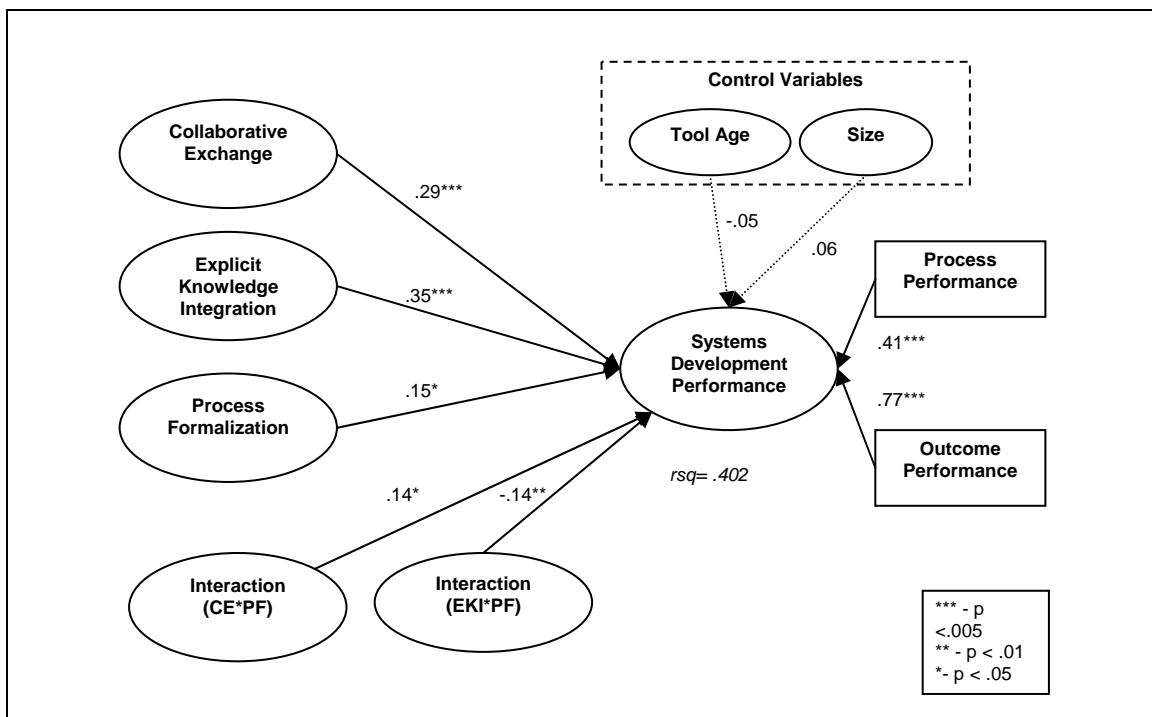 Control Variables
Tool Age
Size
Collaborative
Exchange
.29***
-.05
.06
Explicit
Knowledge
Integration
.35***
Process
Performance
Systems
Development
Performance
.41***
.77***
Process
Formalization
.15*
Outcome
Performance
rsq= .402
.14*
-.14**
Interaction
(CE*PF)
Interaction
(EKI*PF)
*** - p
<.005
** - p < .01
*- p < .05